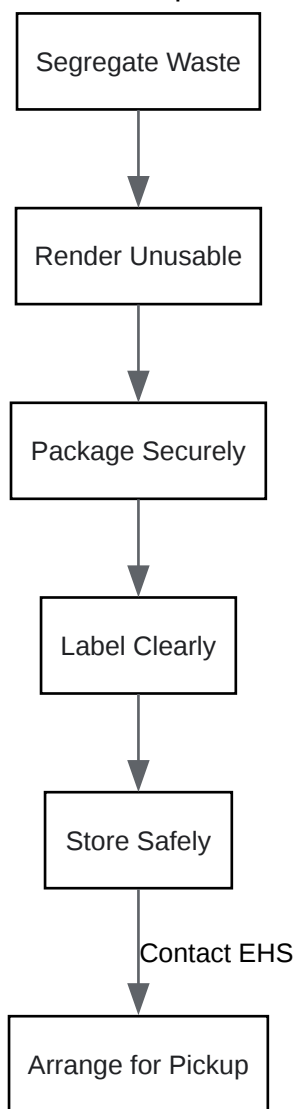 Segregate Waste
Render Unusable
Package Securely
Label Clearly
Store Safely
Contact EHS
Arrange for Pickup